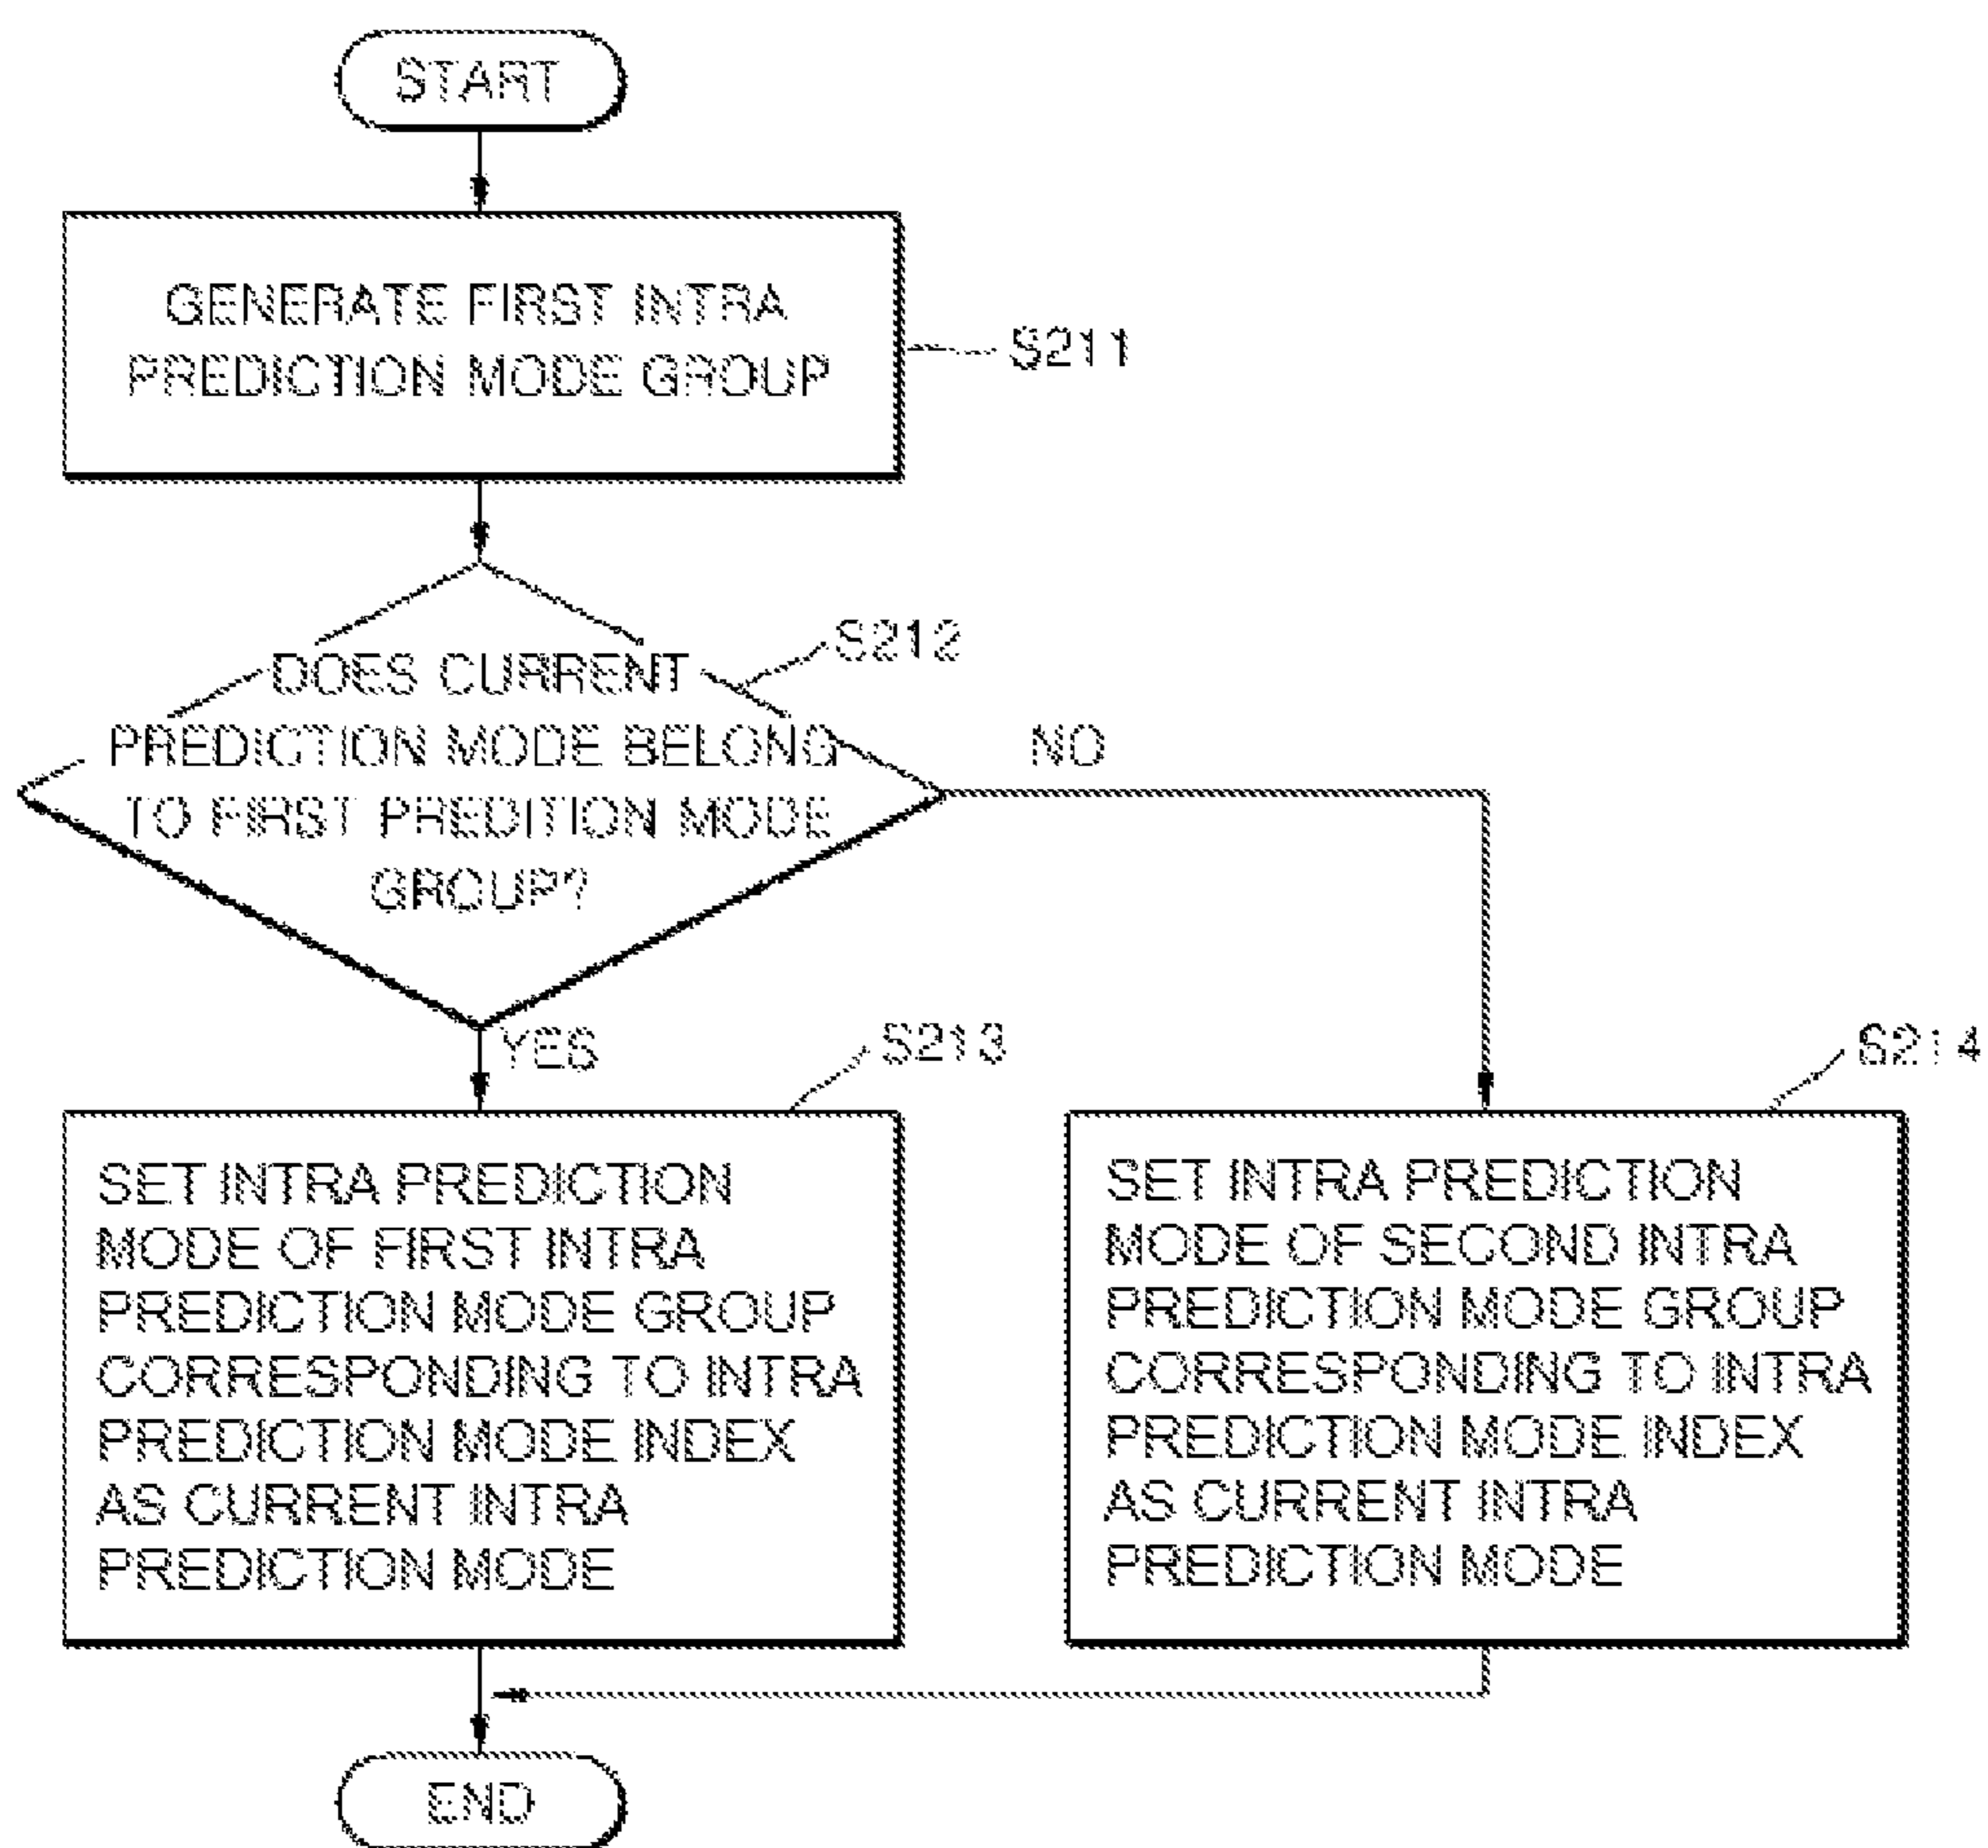 START
GENERATE FIRST INTRA
PREDICTION MODE GROUP
S211
S212
DOES CURRENT
PREDICTION MODE BELONG
TO FIRST PREDITION MODE
GROUP?
NO
YES
S213
SET INTRA PREDICTION
MODE OF FIRST INTRA
PREDICTION MODE GROUP
CORRESPONDING TO INTRA
PREDICTION MODE INDEX
AS CURRENT INTRA
PREDICTION MODE
S214
SET INTRA PREDICTION
MODE OF SECOND INTRA
PREDICTION MODE GROUP
CORRESPONDING TO INTRA
PREDICTION MODE INDEX
AS CURRENT INTRA
PREDICTION MODE
END